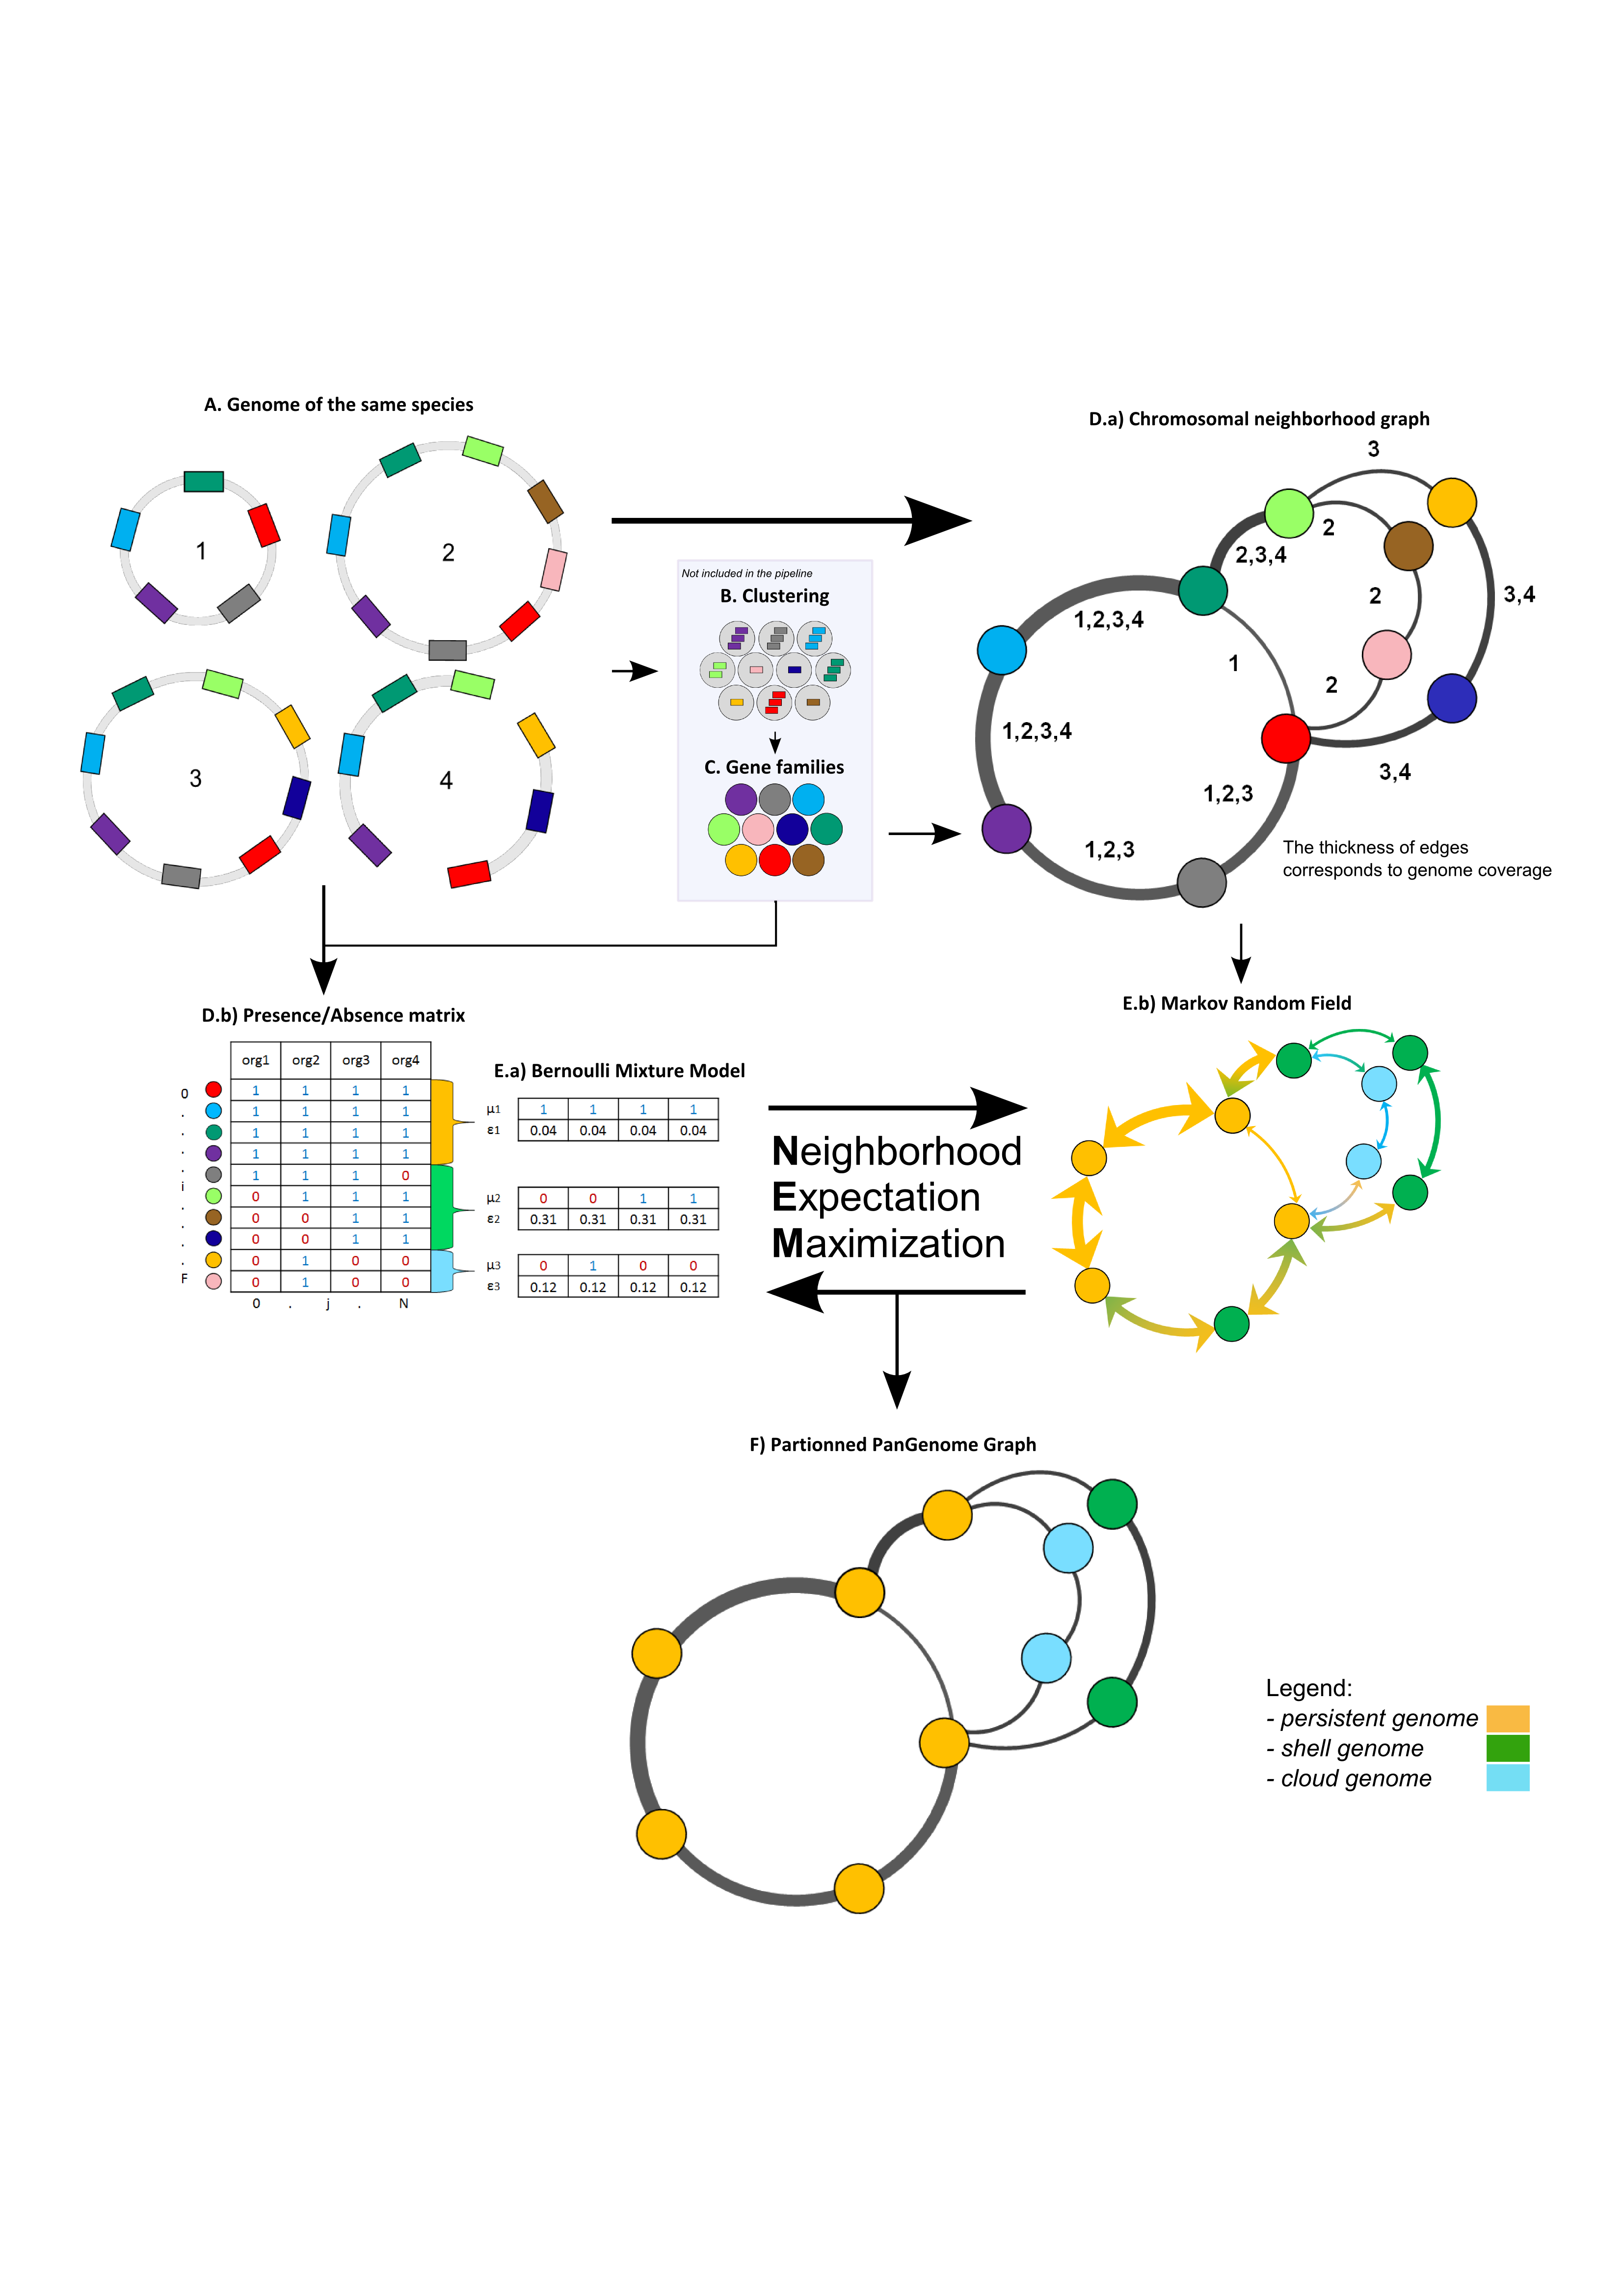 A. Genome of the same species
1
2
3
4
Not included in the pipeline
B. Clustering
C. Gene families
D.a) Chromosomal neighborhood graph
3
2
2,3,4
2
3,4
1,2,3,4
1
2
1,2,3,4
3,4
1,2,3
1,2,3
The thickness of edges
corresponds to genome coverage
D.b) Presence/Absence matrix
org1 org2 org3 org4
0 1 1 1 1
. 1 1 1 1
. 1 1 1 1
. 1 1 1 1
. 1 1 1 0
i 0 1 1 1
. 0 0 1 1
. 0 0 1 1
. 0 1 0 0
F 0 1 0 0
0 . j . N
E.a) Bernoulli Mixture Model
μ1 1 1 1 1
ε1 0.04 0.04 0.04 0.04
μ2 0 0 1 1
ε2 0.31 0.31 0.31 0.31
μ3 0 1 0 0
ε3 0.12 0.12 0.12 0.12
Neighborhood
Expectation
Maximization
E.b) Markov Random Field
F) Partionned PanGenome Graph
Legend:
- persistent genome
- shell genome
- cloud genome